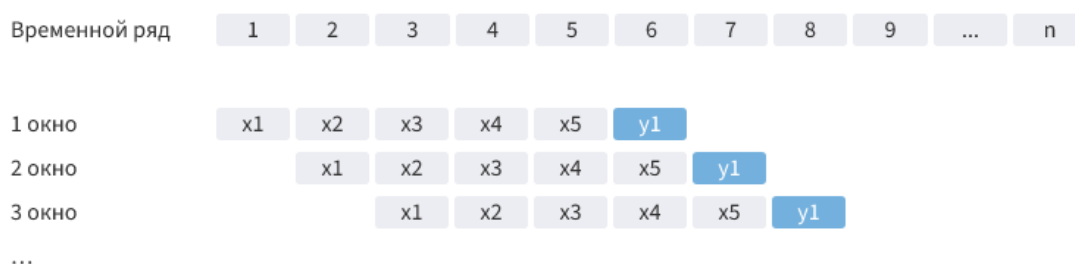 Временной ряд 1 2 3 4 5 6 7 8 9 ... n
1 окно x1 x2 x3 x4 x5 y1
2 окно x1 x2 x3 x4 x5 y1
3 окно x1 x2 x3 x4 x5 y1
...